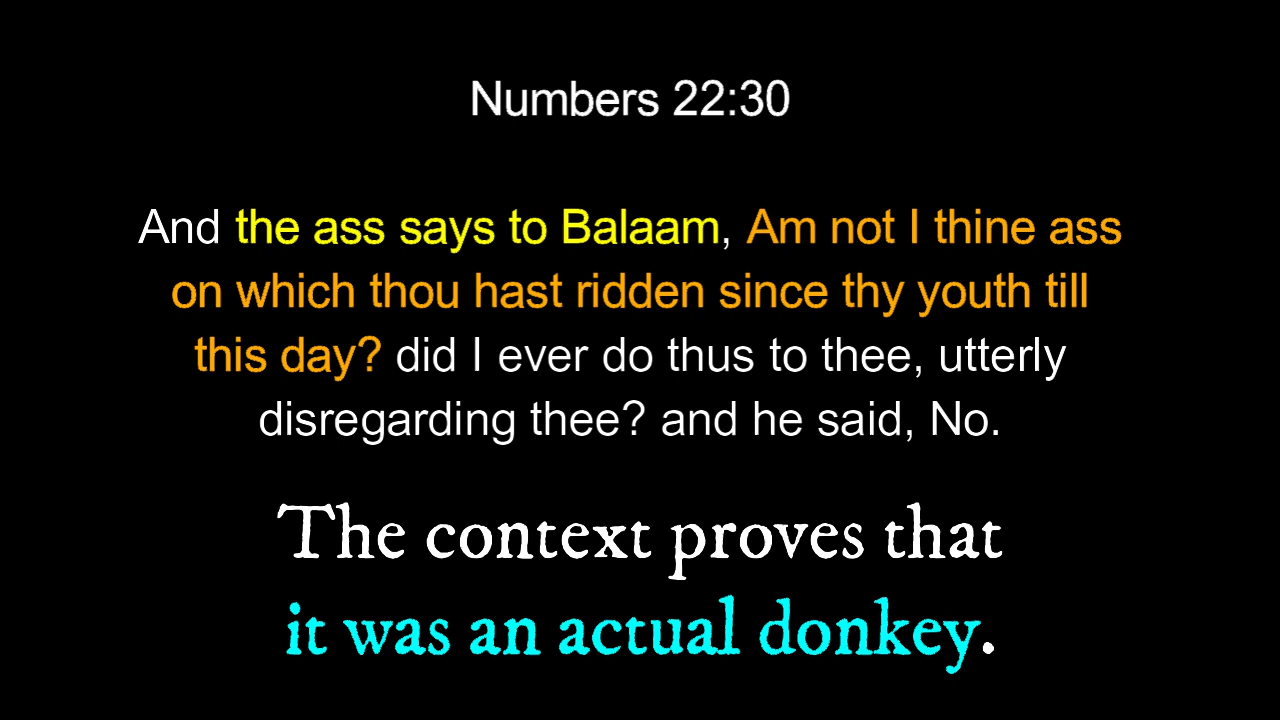 Numbers 22:30
And the ass says to Balaam, Am not I thine ass
on which thou hast ridden since thy youth till
this day? did I ever do thus to thee, utterly
disregarding thee? and he said, No.
The context proves that
it was an actual donkey.